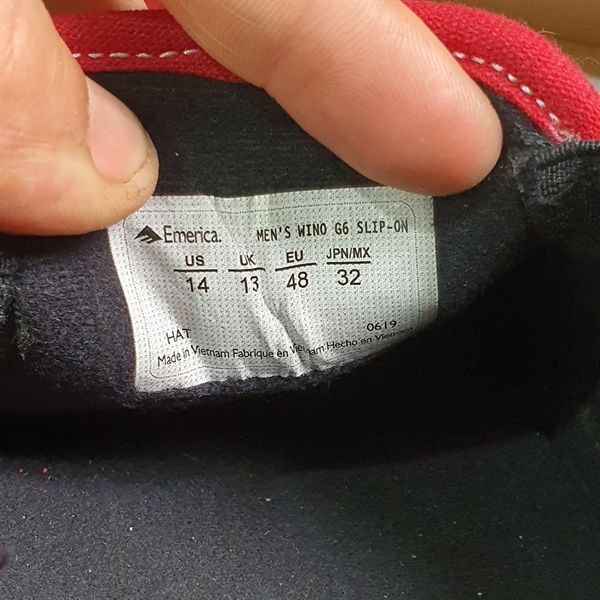 Emerica. MEN'S WINO G6 SLIP-ON
US UK EU JPN/MX
14 13 48 32
HAT 0619
Made in Vietnam Fabrique en Vietnam Hecho en Vietnam